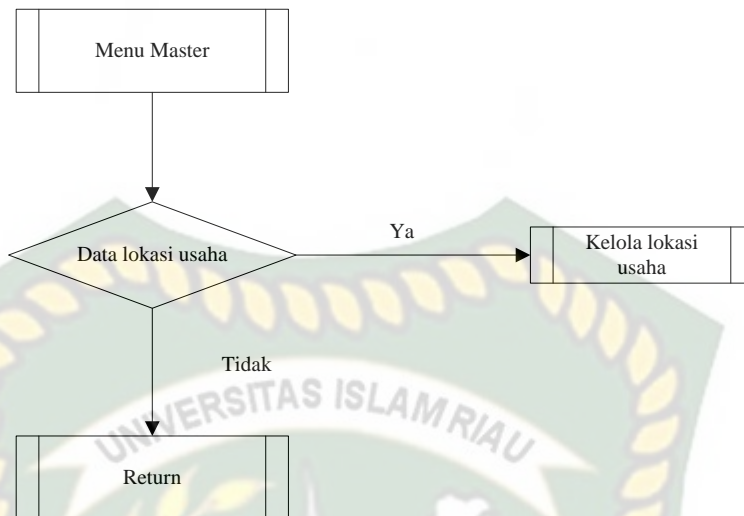 Menu Master
Data lokasi usaha
Ya
Kelola lokasi
usaha
Tidak
UNIVERSITAS ISLAM RIAU
Return